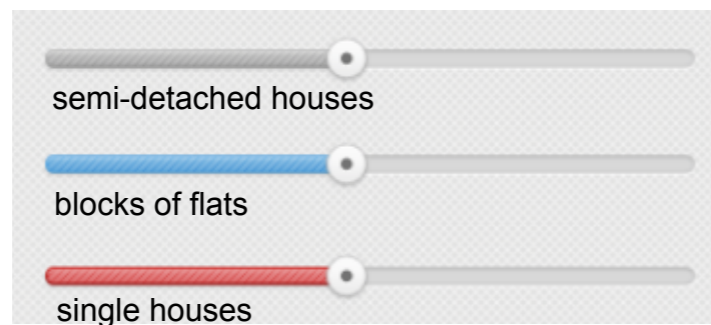 semi-detached houses
blocks of flats
single houses